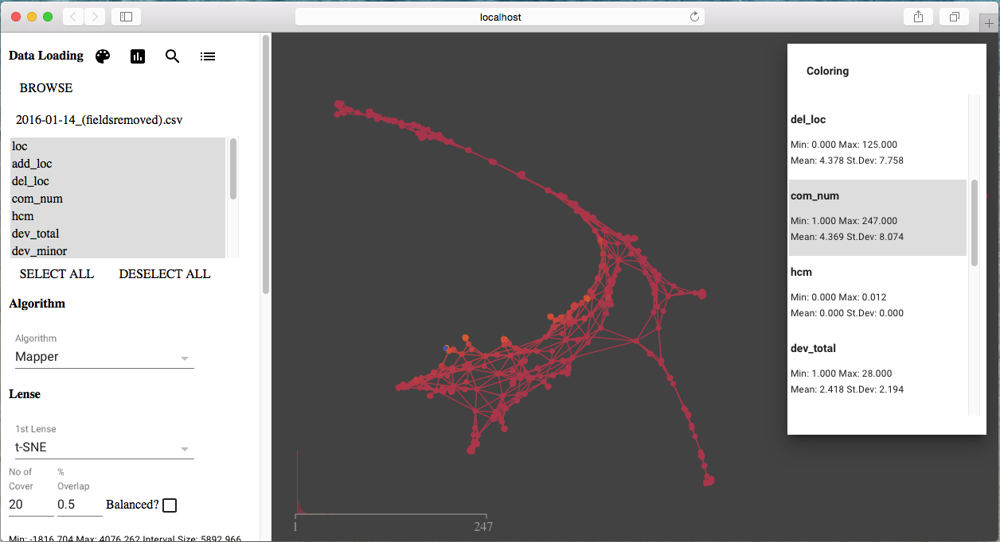 localhost
Data Loading
BROWSE
2016-01-14_(fieldsremoved).csv
loc
add_loc
del_loc
com_num
hcm
dev_total
dev_minor
SELECT ALL DESELECT ALL
Algorithm
Algorithm
Mapper
Lense
1st Lense
t-SNE
No of Cover
% Overlap
20
0.5
Balanced?
Min: -1816.704 Max: 4076.262 Interval Size: 5892.966
1 247
Coloring
del_loc
Min: 0.000 Max: 125.000
Mean: 4.378 St.Dev: 7.758
com_num
Min: 1.000 Max: 247.000
Mean: 4.369 St.Dev: 8.074
hcm
Min: 0.000 Max: 0.012
Mean: 0.000 St.Dev: 0.000
dev_total
Min: 1.000 Max: 28.000
Mean: 2.418 St.Dev: 2.194